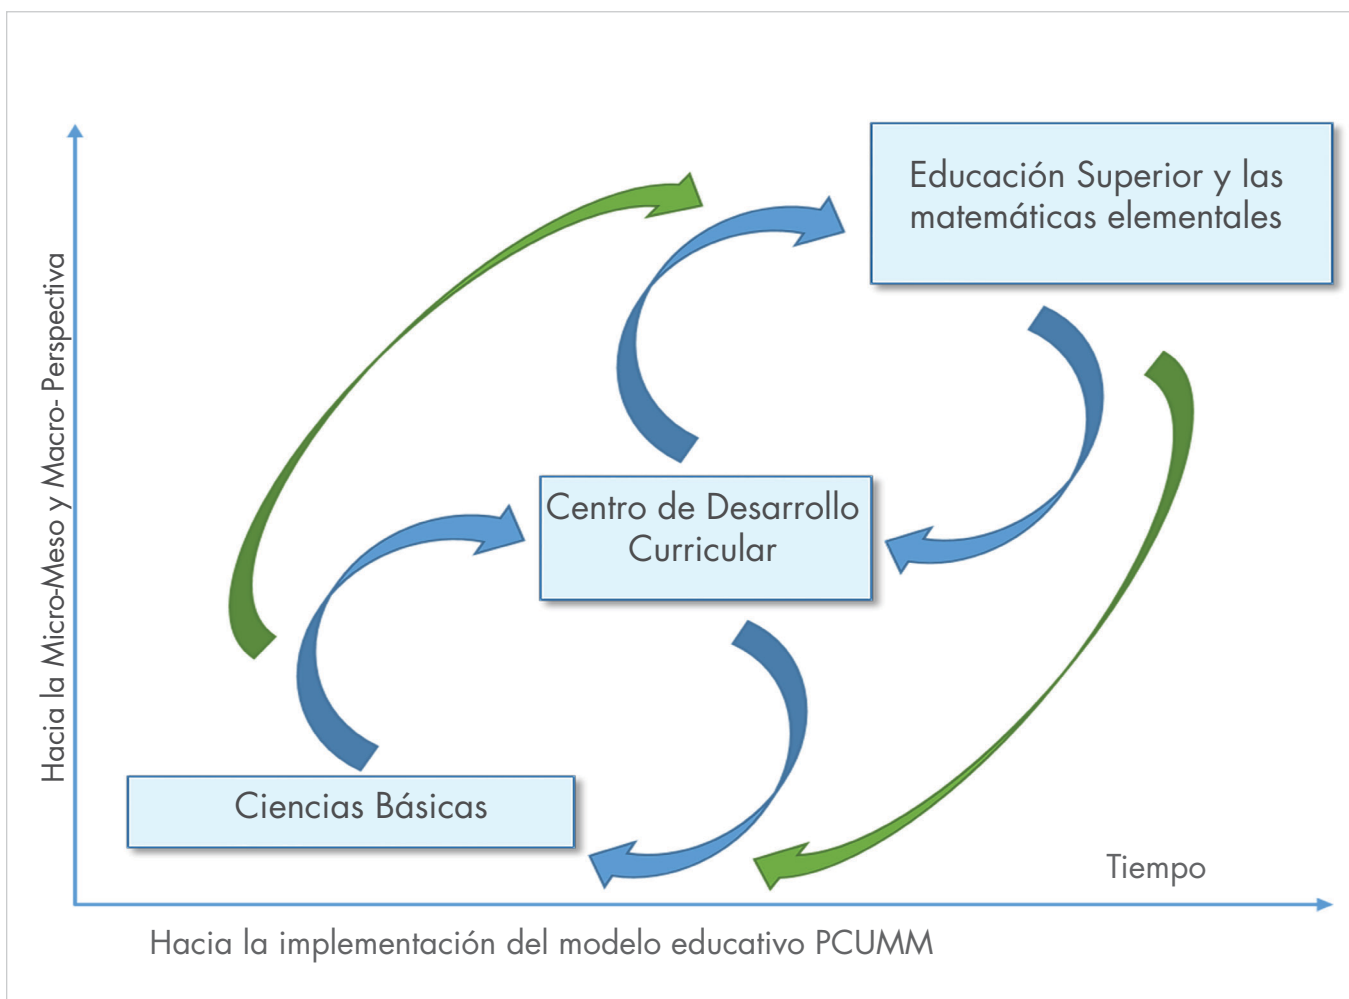 Educación Superior y las
matemáticas elementales
Hacia la Micro-Meso y Macro- Perspectiva
Centro de Desarrollo
Curricular
Ciencias Básicas
Tiempo
Hacia la implementación del modelo educativo PCUMM